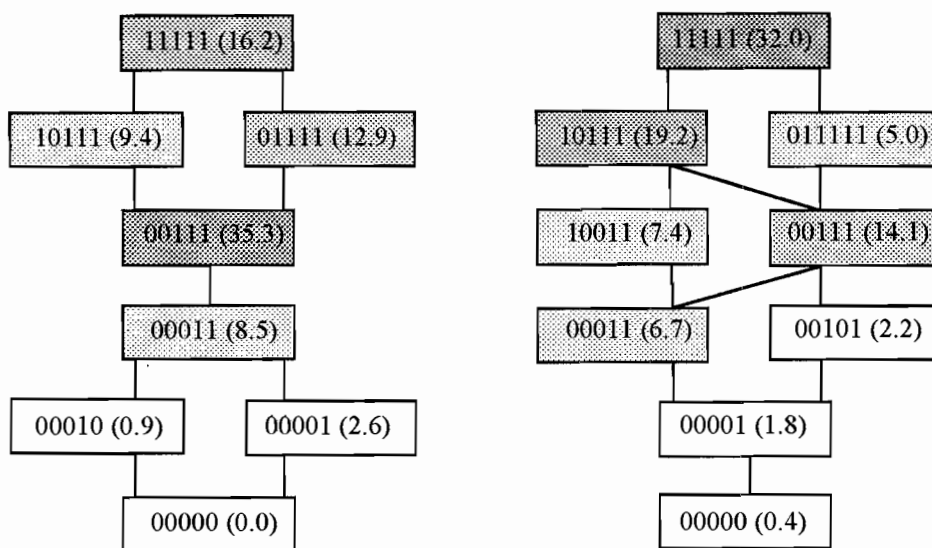 11111 (16.2) 11111 (32.0)
10111 (9.4) 01111 (12.9) 10111 (19.2) 011111 (5.0)
00111 (35.3) 10011 (7.4) 00111 (14.1)
00011 (8.5) 00011 (6.7) 00101 (2.2)
00010 (0.9) 00001 (2.6) 00001 (1.8)
00000 (0.0) 00000 (0.4)